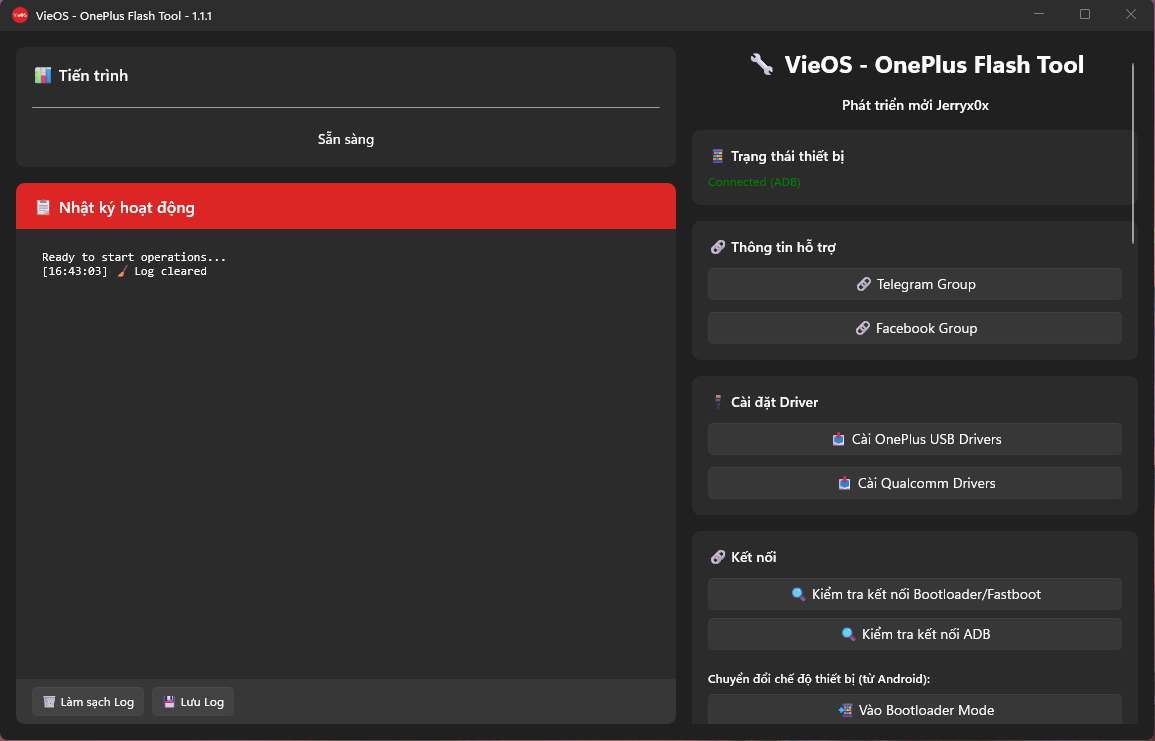 VieOS - OnePlus Flash Tool - 1.1.1
Tiến trình
Sẵn sàng
Nhật ký hoạt động
Ready to start operations...
[16:43:03] Log cleared
Làm sạch Log
Lưu Log
VieOS - OnePlus Flash Tool
Phát triển mởi Jerryx0x
Trạng thái thiết bị
Connected (ADB)
Thông tin hỗ trợ
Telegram Group
Facebook Group
Cài đặt Driver
Cài OnePlus USB Drivers
Cài Qualcomm Drivers
Kết nối
Kiểm tra kết nối Bootloader/Fastboot
Kiểm tra kết nối ADB
Chuyển đổi chế độ thiết bị (từ Android):
Vào Bootloader Mode